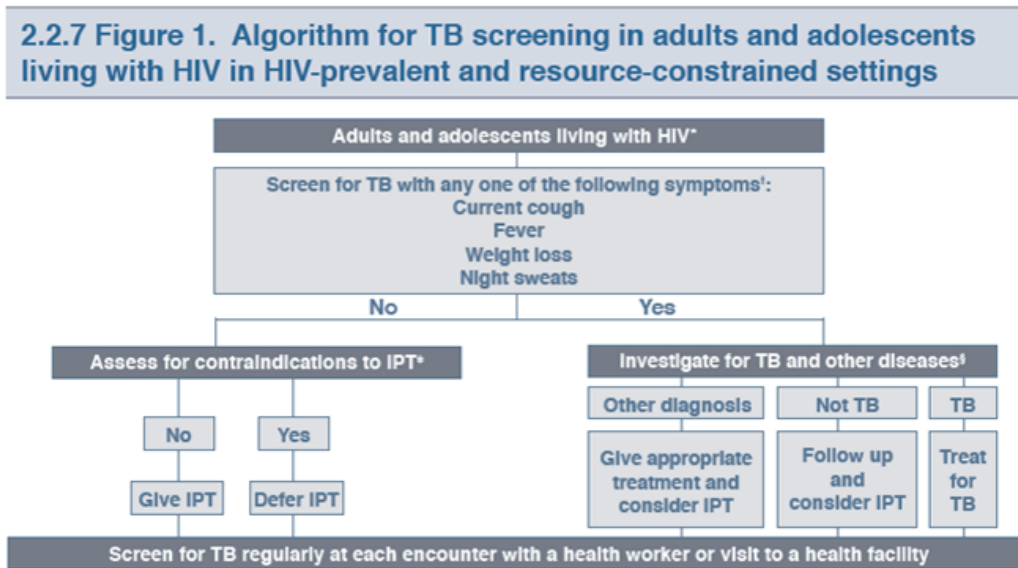 2.2.7 Figure 1. Algorithm for TB screening in adults and adolescents
living with HIV in HIV-prevalent and resource-constrained settings
Adults and adolescents living with HIV*
Screen for TB with any one of the following symptoms†:
Current cough
Fever
Weight loss
Night sweats
No
Yes
Assess for contraindications to IPT*
No
Yes
Give IPT
Defer IPT
Investigate for TB and other diseases§
Other diagnosis
Not TB
TB
Give appropriate
treatment and
consider IPT
Follow up
and
consider IPT
Treat
for
TB
Screen for TB regularly at each encounter with a health worker or visit to a health facility